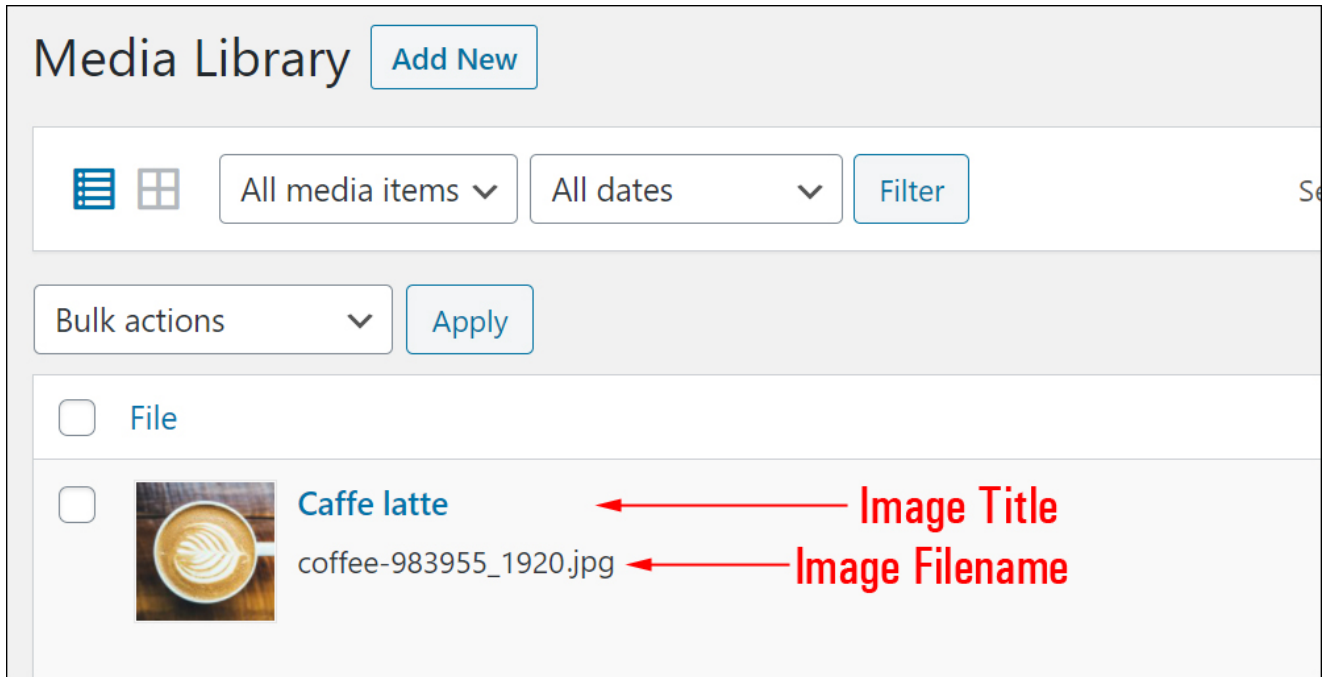 Media Library Add New
All media items All dates Filter
Bulk actions Apply
File
Caffe latte Image Title
coffee-983955_1920.jpg Image Filename